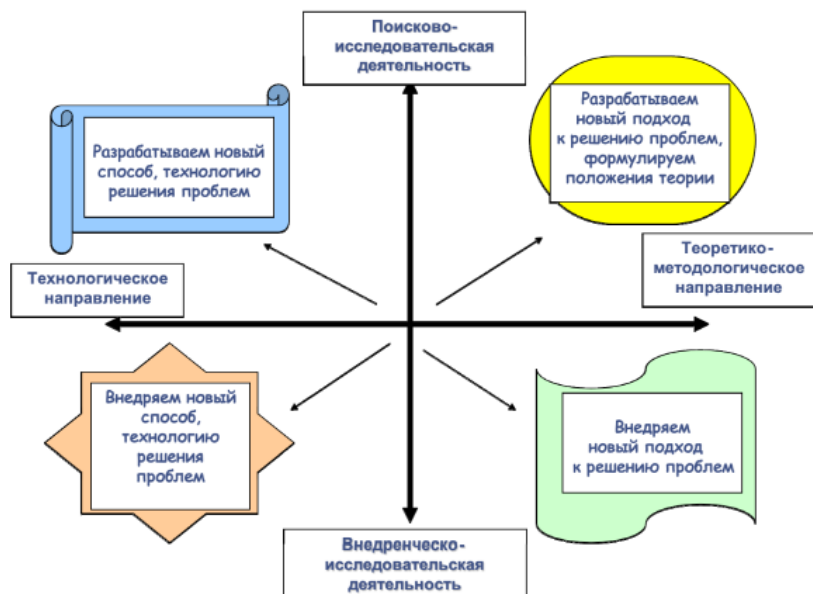 Поисково-
исследовательская
деятельность
Разрабатываем новый
способ, технологию
решения проблем
Разрабатываем
новый подход
к решению проблем,
формулируем
положения теории
Технологическое
направление
Теоретико-
методологическое
направление
Внедряем новый
способ,
технологию
решения
проблем
Внедряем
новый подход
к решению проблем
Внедренческо-
исследовательская
деятельность